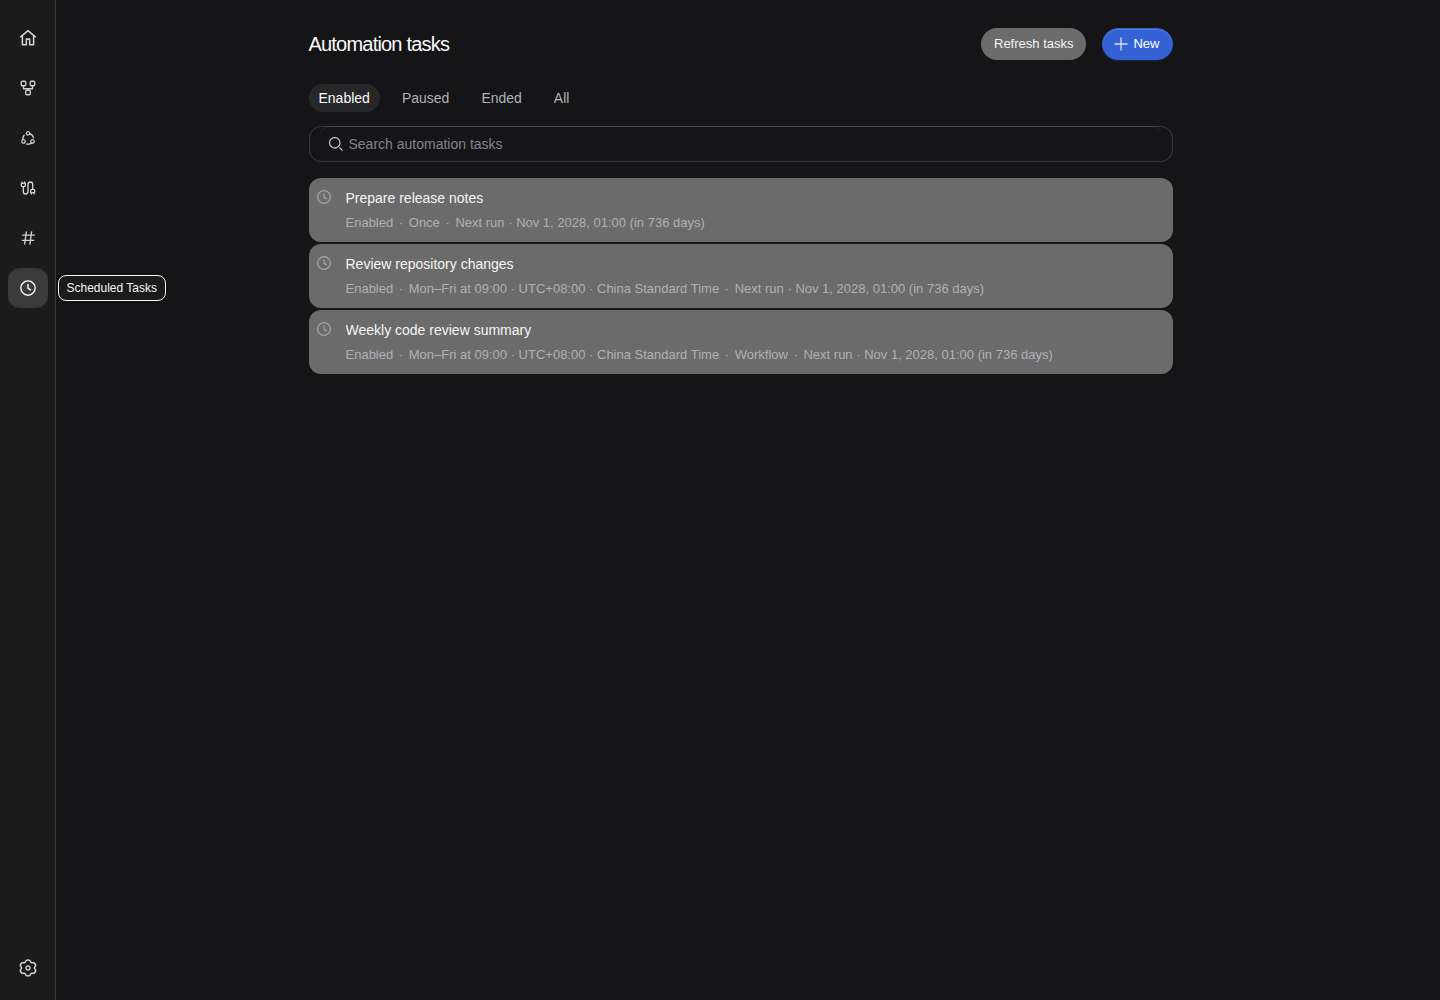 Automation tasks
Refresh tasks
New
Enabled
Paused
Ended
All
Search automation tasks
Prepare release notes
Enabled · Once · Next run · Nov 1, 2028, 01:00 (in 736 days)
Review repository changes
Enabled · Mon–Fri at 09:00 · UTC+08:00 · China Standard Time · Next run · Nov 1, 2028, 01:00 (in 736 days)
Scheduled Tasks
Weekly code review summary
Enabled · Mon–Fri at 09:00 · UTC+08:00 · China Standard Time · Workflow · Next run · Nov 1, 2028, 01:00 (in 736 days)